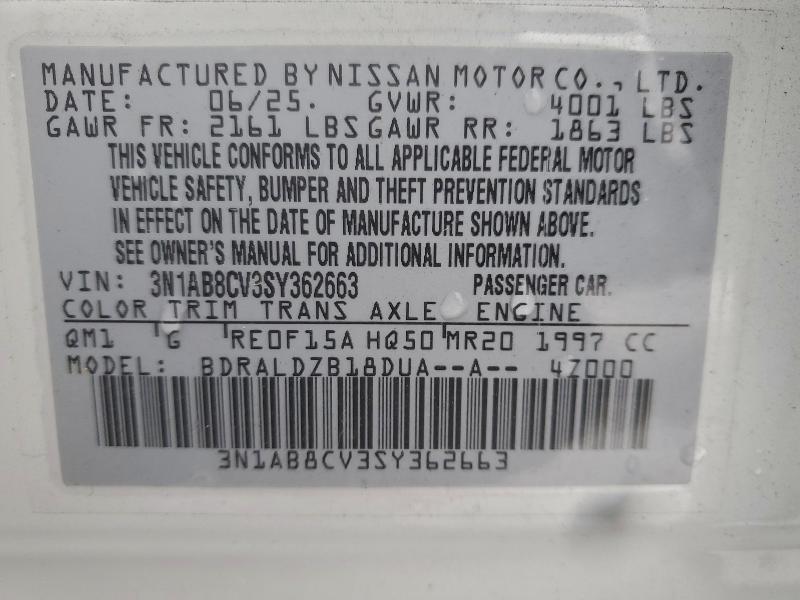 MANUFACTURED BY NISSAN MOTOR CO., LTD.
DATE: 06/25. GVWR: 4001 LBS
GAWR FR: 2161 LBS GAWR RR: 1863 LBS
THIS VEHICLE CONFORMS TO ALL APPLICABLE FEDERAL MOTOR
VEHICLE SAFETY, BUMPER AND THEFT PREVENTION STANDARDS
IN EFFECT ON THE DATE OF MANUFACTURE SHOWN ABOVE.
SEE OWNER'S MANUAL FOR ADDITIONAL INFORMATION.
VIN: 3N1AB8CV3SY362663 PASSENGER CAR.
COLOR TRIM TRANS AXLE ENGINE
QM1 G RE0F15A HQ50 MR20 1997 CC
MODEL: BDRALDZB18DUA--A-- 4Z000
3N1AB8CV3SY362663